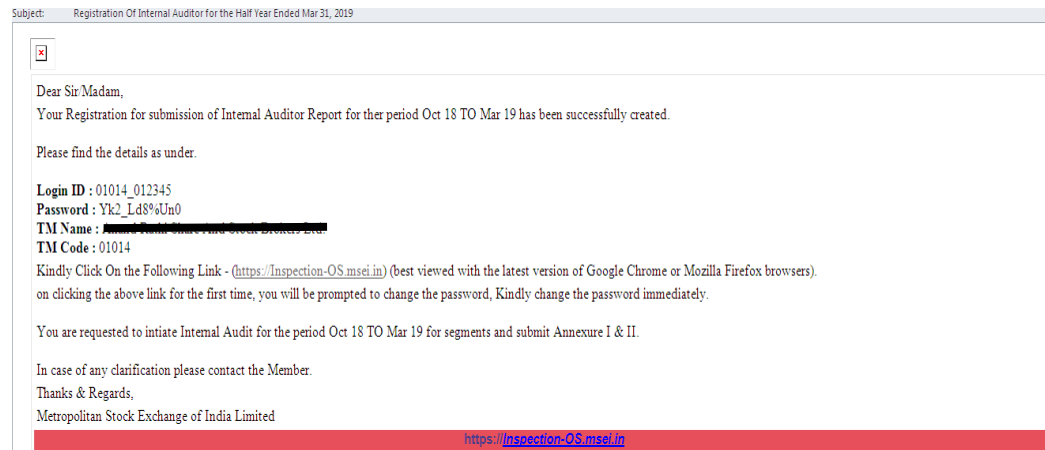 Subject: Registration Of Internal Auditor for the Half Year Ended Mar 31, 2019
Dear Sir/Madam,
Your Registration for submission of Internal Auditor Report for ther period Oct 18 TO Mar 19 has been successfully created.
Please find the details as under.
Login ID : 01014_012345
Password : Yk2_Ld8%Un0
TM Name :
TM Code : 01014
Kindly Click On the Following Link - (https://Inspection-OS.msei.in) (best viewed with the latest version of Google Chrome or Mozilla Firefox browsers).
on clicking the above link for the first time, you will be prompted to change the password, Kindly change the password immediately.
You are requested to intiate Internal Audit for the period Oct 18 TO Mar 19 for segments and submit Annexure I & II.
In case of any clarification please contact the Member.
Thanks & Regards,
Metropolitan Stock Exchange of India Limited
https://Inspection-OS.msei.in